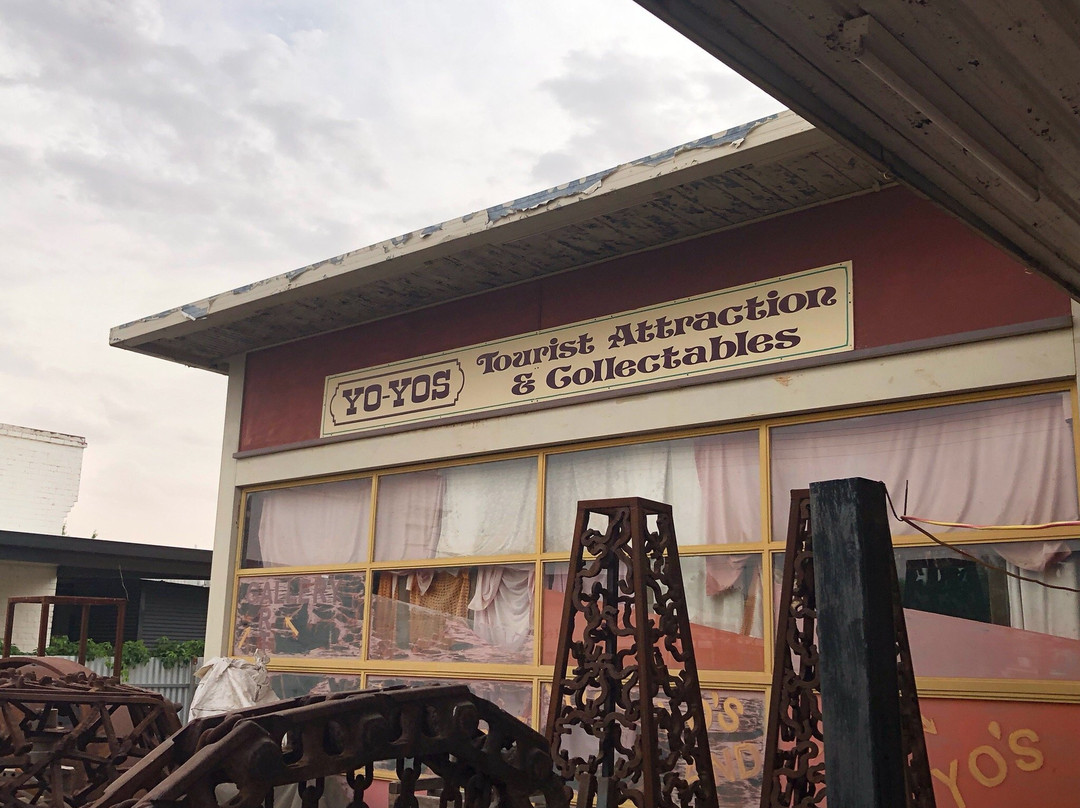 YO-YOS
Tourist Attraction
& Collectables
YO'S